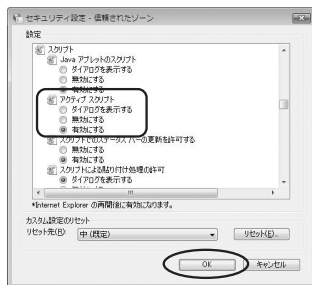 セキュリティ設定 - 信頼されたゾーン
設定
スクリプト
Java アプレットのスクリプト
ダイアログを表示する
無効にする
有効にする
アクティブ スクリプト
ダイアログを表示する
無効にする
有効にする
スクリプトでのステータス バーの更新を許可する
無効にする
有効にする
スクリプトによる貼り付け処理の許可
ダイアログを表示する
*Internet Explorer の再開後に有効になります。
カスタム設定のリセット
リセット先(R): 中 (既定) リセット(E)...
OK キャンセル